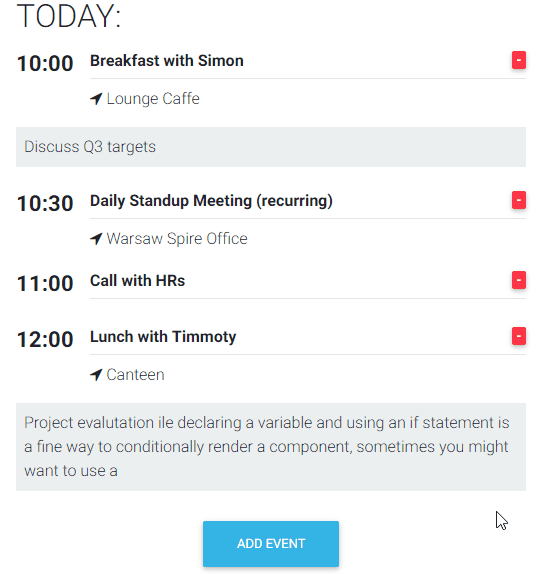 TODAY:
10:00 Breakfast with Simon -
Lounge Caffe
Discuss Q3 targets
10:30 Daily Standup Meeting (recurring) -
Warsaw Spire Office
11:00 Call with HRs -
12:00 Lunch with Timmoty -
Canteen
Project evalutation ile declaring a variable and using an if statement is
a fine way to conditionally render a component, sometimes you might
want to use a
ADD EVENT